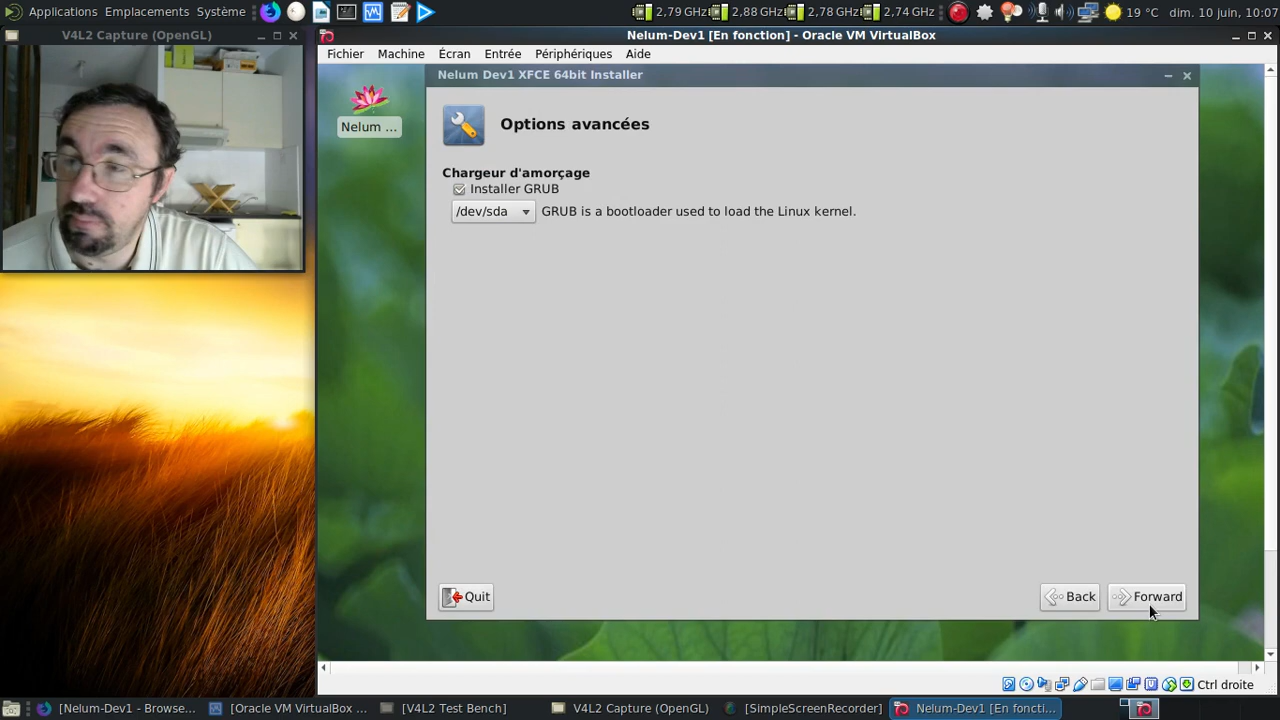 Applications Emplacements Système 2,79 GHz 2,83 GHz 2,73 GHz 2,74 GHz 19 °C dim. 10 juin, 10:07
V4L2 Capture (OpenGL)
Nelum-Dev1 [En fonction] - Oracle VM VirtualBox
Fichier Machine Écran Entrée Périphériques Aide
Nelum Dev1 XFCE 64bit Installer
Nelum ...
Options avancées
Chargeur d'amorçage
Installer GRUB
/dev/sda GRUB is a bootloader used to load the Linux kernel.
Quit Back Forward
Ctrl droite
[Nelum-Dev1 - Browse... [Oracle VM VirtualBox ... [V4L2 Test Bench] V4L2 Capture (OpenGL) [SimpleScreenRecorder] Nelum-Dev1 [En foncti...